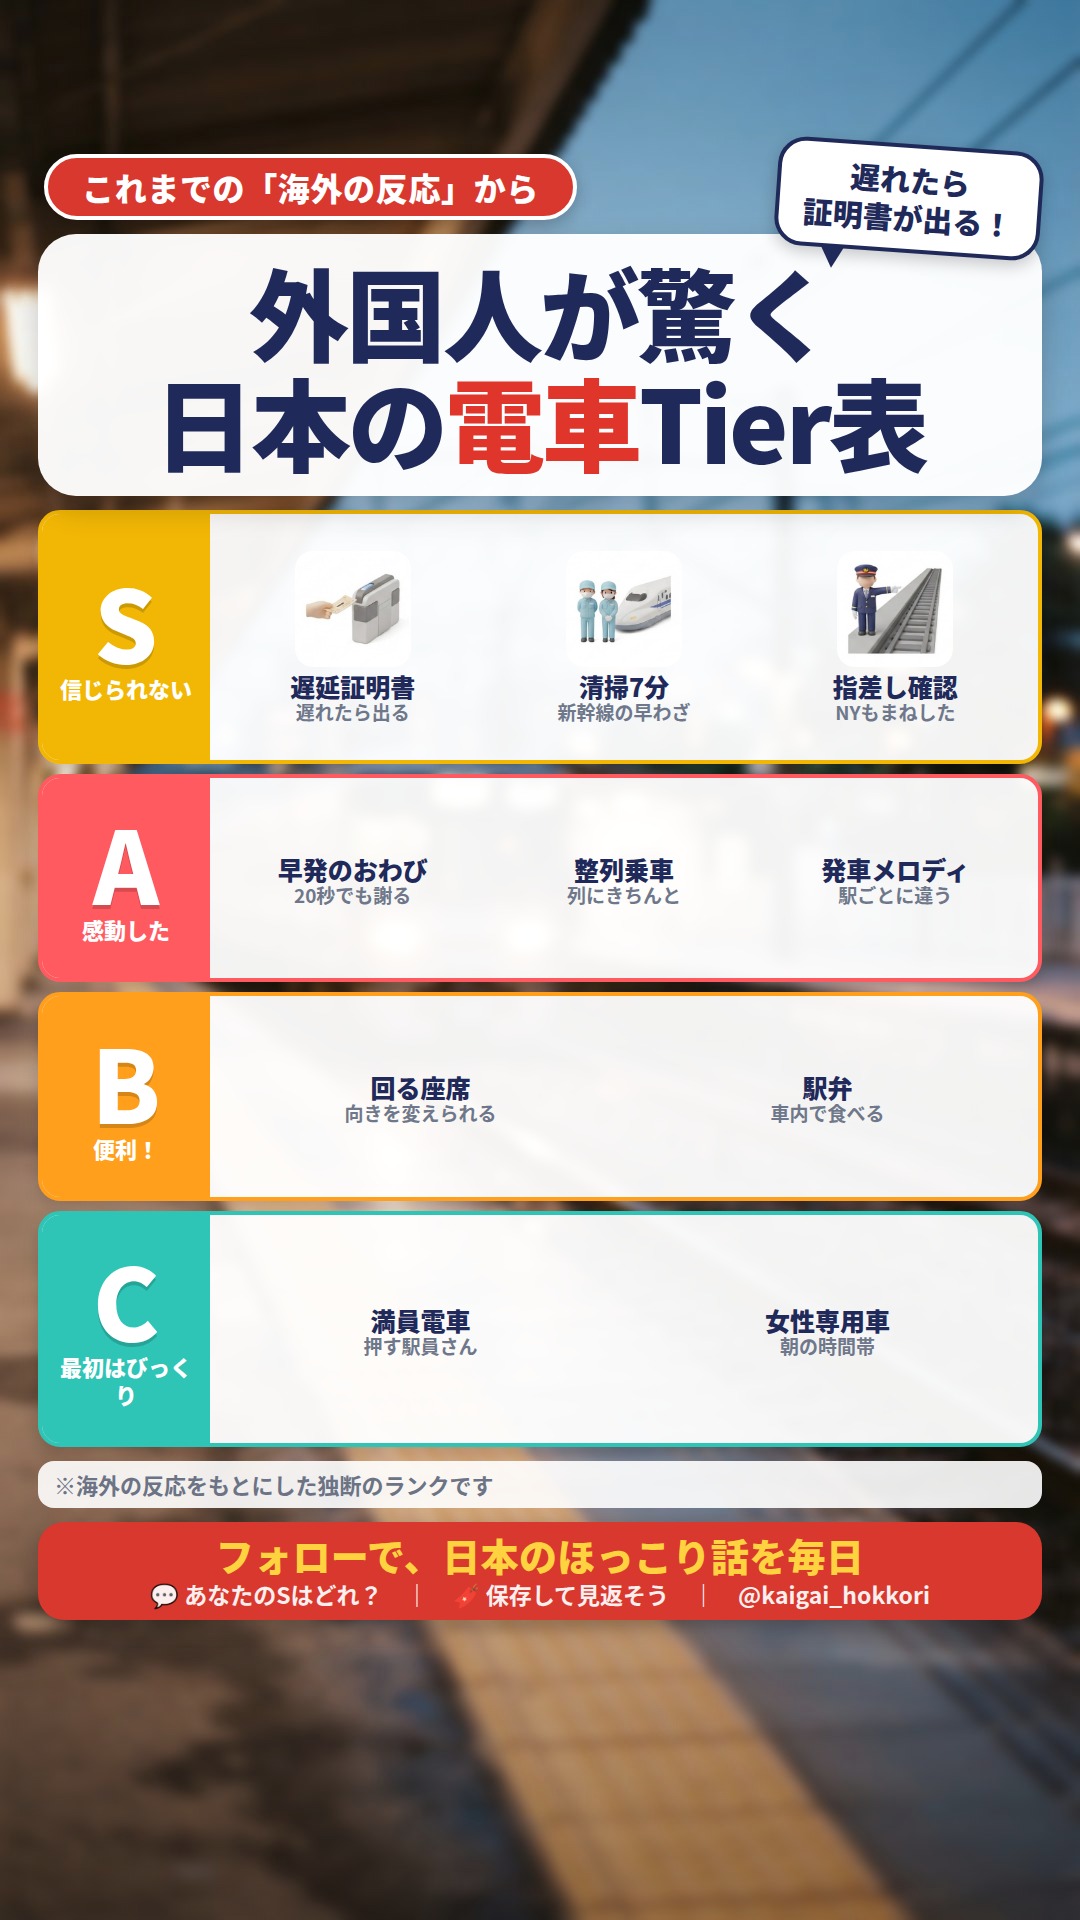 これまでの「海外の反応」から
遅れたら
証明書が出る！
外国人が驚く
日本の電車Tier表
S
信じられない
遅延証明書
遅れたら出る
清掃7分
新幹線の早わざ
指差し確認
NYもまねした
A
感動した
早発のおわび
20秒でも謝る
整列乗車
列にきちんと
発車メロディ
駅ごとに違う
B
便利！
回る座席
向きを変えられる
駅弁
車内で食べる
C
最初はびっく
り
満員電車
押す駅員さん
女性専用車
朝の時間帯
※海外の反応をもとにした独断のランクです
フォローで、日本のほっこり話を毎日
💬 あなたのSはどれ？ ｜ 🔖 保存して見返そう ｜ @kaigai_hokkori